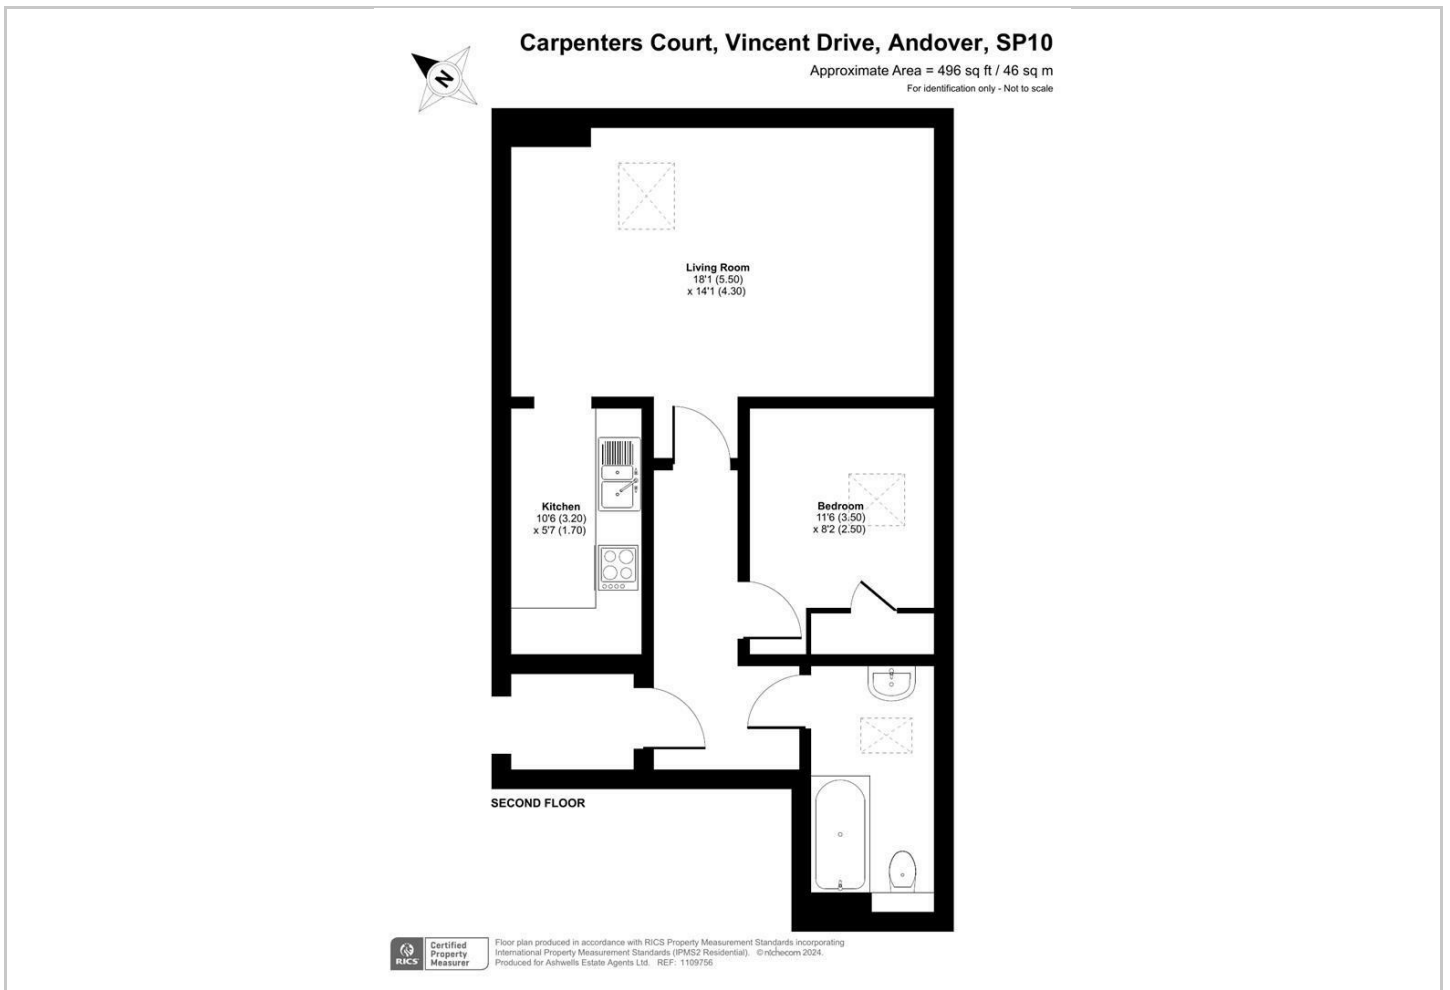 Carpenters Court, Vincent Drive, Andover, SP10
Approximate Area = 496 sq ft / 46 sq m
For identification only - Not to scale
N
Living Room
18'1 (5.50)
x 14'1 (4.30)
Kitchen
10'6 (3.20)
x 5'7 (1.70)
Bedroom
11'6 (3.50)
x 8'2 (2.50)
SECOND FLOOR
RICS
Certified
Property
Measurer
Floor plan produced in accordance with RICS Property Measurement Standards incorporating
International Property Measurement Standards (IPMS2 Residential). © nichecom 2024.
Produced for Ashwells Estate Agents Ltd. REF: 1109756